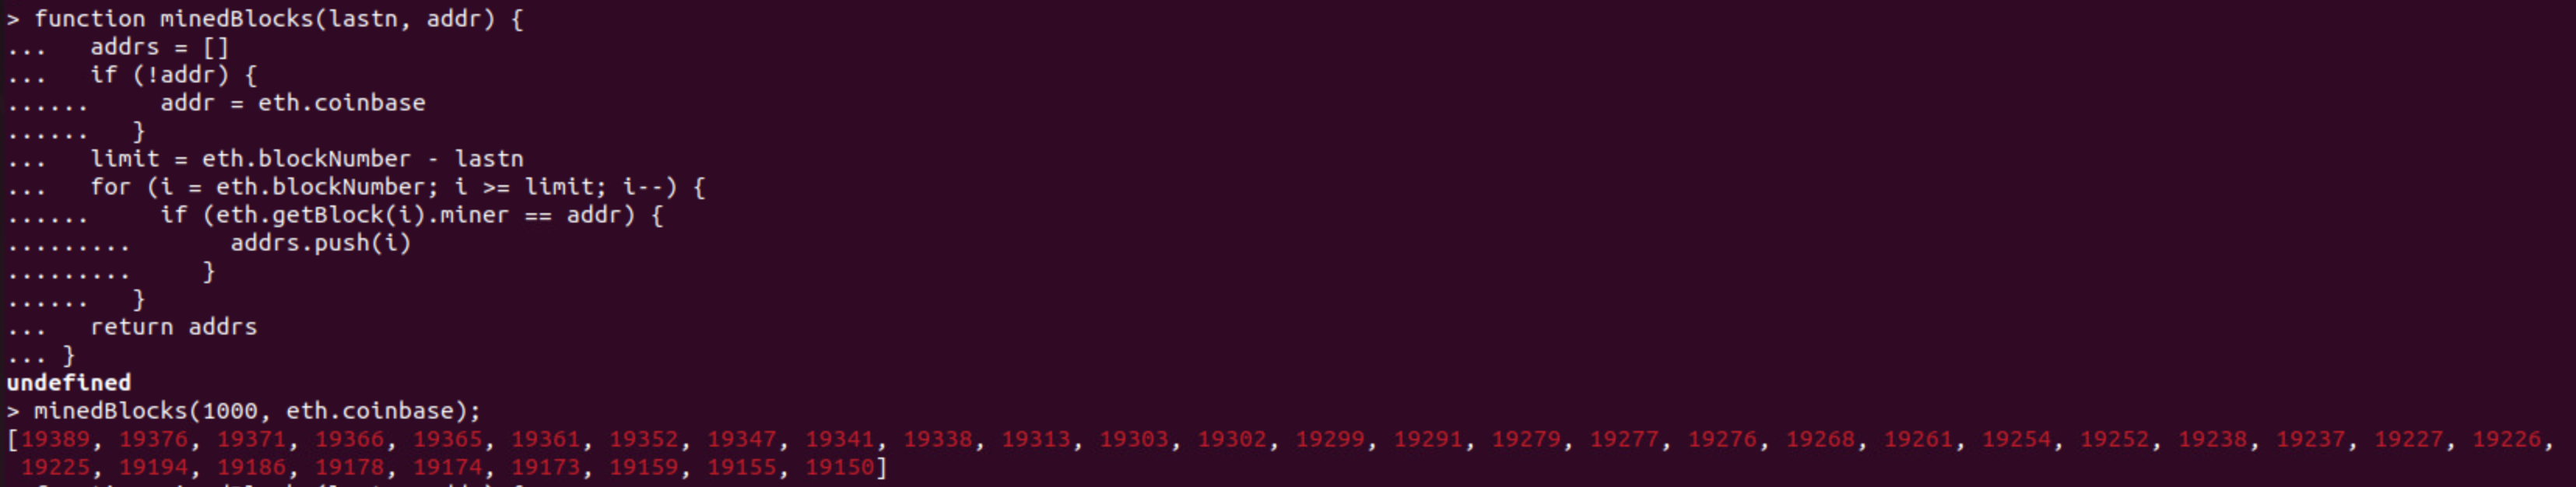 > function minedBlocks(lastn, addr) {
...   addrs = []
...   if (!addr) {
......     addr = eth.coinbase
......   }
...   limit = eth.blockNumber - lastn
...   for (i = eth.blockNumber; i >= limit; i--) {
......     if (eth.getBlock(i).miner == addr) {
.........       addrs.push(i)
.........     }
......   }
...   return addrs
... }
undefined
> minedBlocks(1000, eth.coinbase);
[19389, 19376, 19371, 19366, 19365, 19361, 19352, 19347, 19341, 19338, 19313, 19303, 19302, 19299, 19291, 19279, 19277, 19276, 19268, 19261, 19254, 19252, 19238, 19237, 19227, 19226,
19225, 19194, 19186, 19178, 19174, 19173, 19159, 19155, 19150]